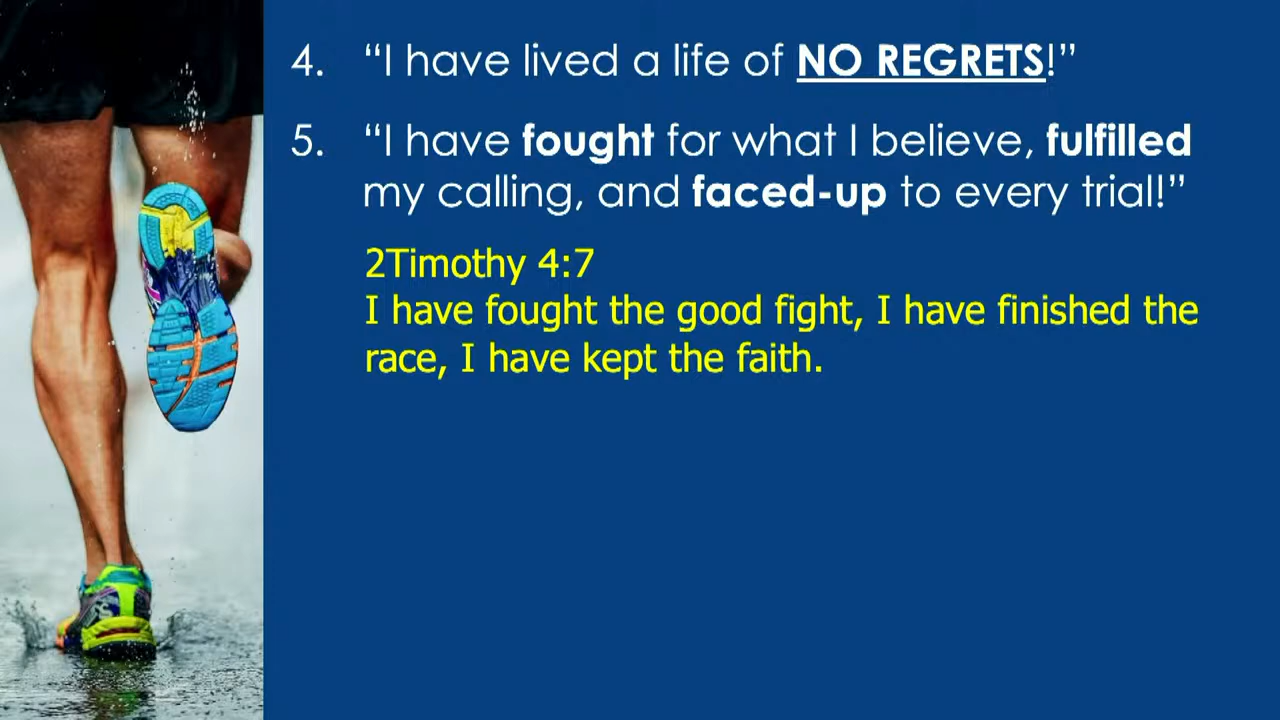 4. “I have lived a life of NO REGRETS!”
5. “I have fought for what I believe, fulfilled
my calling, and faced-up to every trial!”
2Timothy 4:7
I have fought the good fight, I have finished the
race, I have kept the faith.